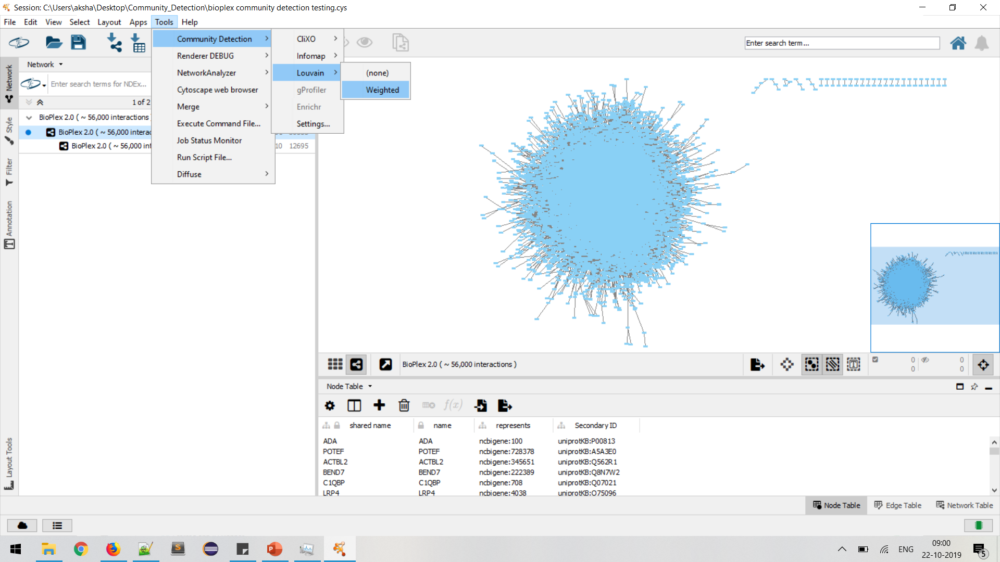 Session: C:\Users\aksha\Desktop\Community_Detection\bioplex community detection testing.cys
File Edit View Select Layout Apps Tools Help
Community Detection
Renderer DEBUG
NetworkAnalyzer
Cytoscape web browser
Merge
Execute Command File...
Job Status Monitor
Run Script File...
Diffuse
CliXO
Infomap
Louvain
gProfiler
Enrichr
Settings...
(none)
Weighted
Enter search term...
Network
Style
Filter
Annotation
Layout Tools
Network
Enter search terms for NDEx...
1 of 2
BioPlex 2.0 ( ~ 56,000 interactions
BioPlex 2.0 ( ~ 56,000 interac
BioPlex 2.0 ( ~ 56,000 int 10 12695
BioPlex 2.0 ( ~ 56,000 interactions )
0 0
0 0
Node Table
f(x)
shared name name represents Secondary ID
ADA ADA ncbigene:100 uniprotKB:P00813
POTEF POTEF ncbigene:728378 uniprotKB:A5A3E0
ACTBL2 ACTBL2 ncbigene:345651 uniprotKB:Q562R1
BEND7 BEND7 ncbigene:222389 uniprotKB:Q8N7W2
C1QBP C1QBP ncbigene:708 uniprotKB:Q07021
LRP4 LRP4 ncbigene:4038 uniprotKB:O75096
Node Table Edge Table Network Table
ENG
09:00
22-10-2019
5